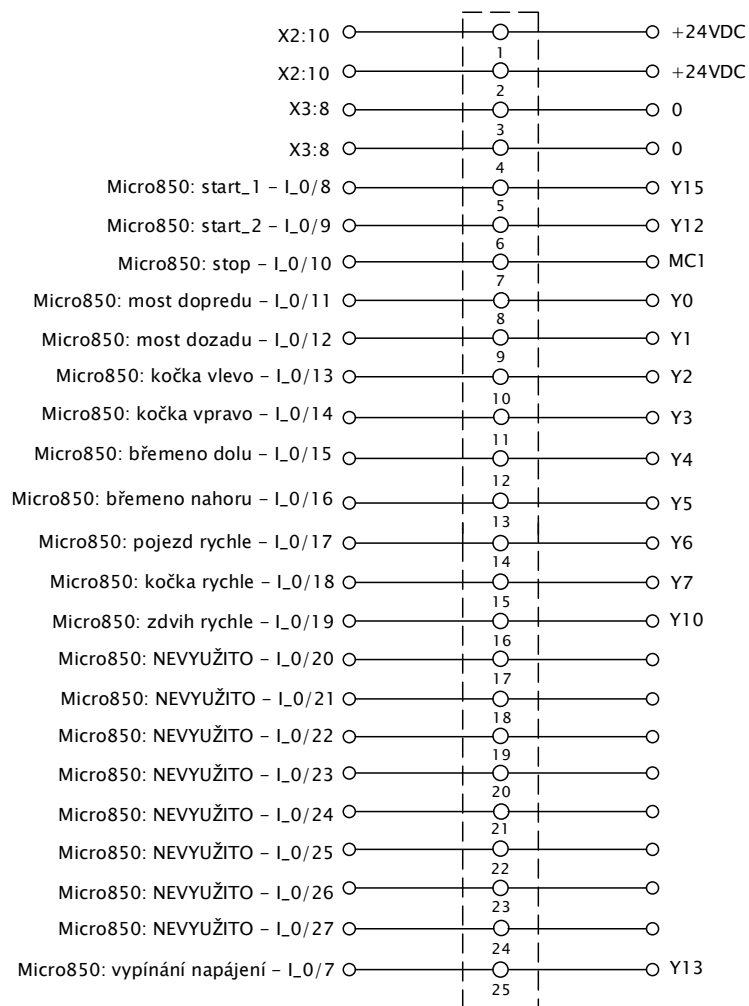 X2:10 +24VDC
1
X2:10 +24VDC
2
X3:8 0
3
X3:8 0
4
Micro850: start_1 – I_0/8 Y15
5
Micro850: start_2 – I_0/9 Y12
6
Micro850: stop – I_0/10 MC1
7
Micro850: most dopredu – I_0/11 Y0
8
Micro850: most dozadu – I_0/12 Y1
9
Micro850: kočka vlevo – I_0/13 Y2
10
Micro850: kočka vpravo – I_0/14 Y3
11
Micro850: břemeno dolu – I_0/15 Y4
12
Micro850: břemeno nahoru – I_0/16 Y5
13
Micro850: pojezd rychle – I_0/17 Y6
14
Micro850: kočka rychle – I_0/18 Y7
15
Micro850: zdvih rychle – I_0/19 Y10
16
Micro850: NEVYUŽITO – I_0/20
17
Micro850: NEVYUŽITO – I_0/21
18
Micro850: NEVYUŽITO – I_0/22
19
Micro850: NEVYUŽITO – I_0/23
20
Micro850: NEVYUŽITO – I_0/24
21
Micro850: NEVYUŽITO – I_0/25
22
Micro850: NEVYUŽITO – I_0/26
23
Micro850: NEVYUŽITO – I_0/27
24
Micro850: vypínání napájení – I_0/7 Y13
25